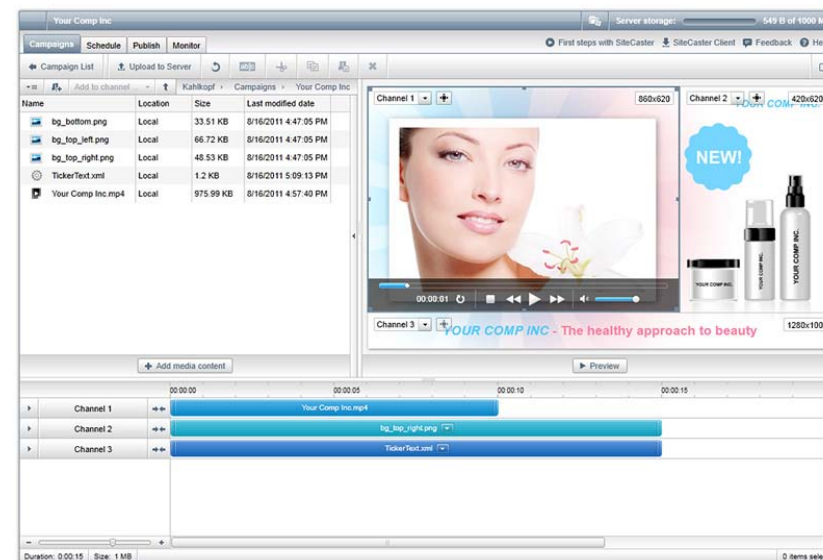 Your Comp Inc
Server storage: 549 B of 1000 M
Campaigns Schedule Publish Monitor
First steps with SiteCaster SiteCaster Client Feedback He
Campaign List Upload to Server
Add to channel ... Kahlkopf Campaigns Your Comp Inc
Name Location Size Last modified date
bg_bottom.png Local 33.51 KB 8/16/2011 4:47:05 PM
bg_top_left.png Local 66.72 KB 8/16/2011 4:47:05 PM
bg_top_right.png Local 48.53 KB 8/16/2011 4:47:05 PM
TickerText.xml Local 1.2 KB 8/16/2011 5:09:13 PM
Your Comp Inc.mp4 Local 975.99 KB 8/16/2011 4:57:40 PM
Channel 1 860x620
Channel 2 420x620
YOUR COMP
NEW!
YOUR COMP INC.
YOUR COMP INC.
YOUR COMP INC.
00:00:01
Channel 3 1280x100
YOUR COMP INC - The healthy approach to beauty
Add media content
Preview
00:00:00 00:00:05 00:00:10 00:00:15
Channel 1 Your Comp Inc.mp4
Channel 2 bg_top_right.png
Channel 3 TickerText.xml
Duration: 0:00:15 Size: 1 MB 0 items sele